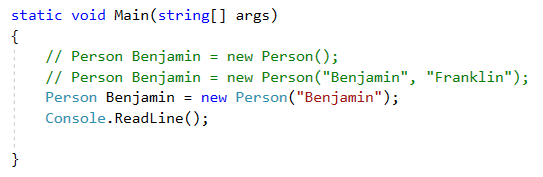 static void Main(string[] args)
{
// Person Benjamin = new Person();
// Person Benjamin = new Person("Benjamin", "Franklin");
Person Benjamin = new Person("Benjamin");
Console.ReadLine();
}